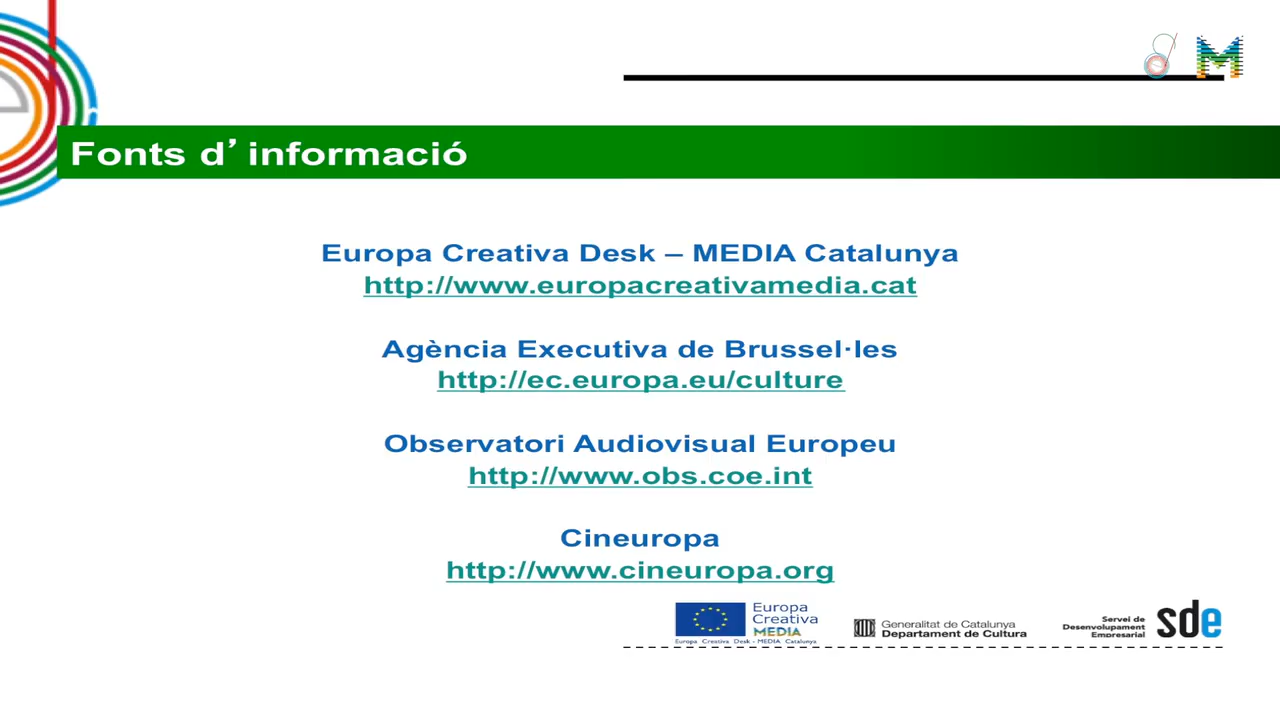 Fonts d’informació
Europa Creativa Desk – MEDIA Catalunya
http://www.europacreativamedia.cat
Agència Executiva de Brussel·les
http://ec.europa.eu/culture
Observatori Audiovisual Europeu
http://www.obs.coe.int
Cineuropa
http://www.cineuropa.org
Europa
Creativa
MEDIA
Europa Creativa Desk - MEDIA Catalunya
Generalitat de Catalunya
Departament de Cultura
Servei de
Desenvolupament
Empresarial
sde